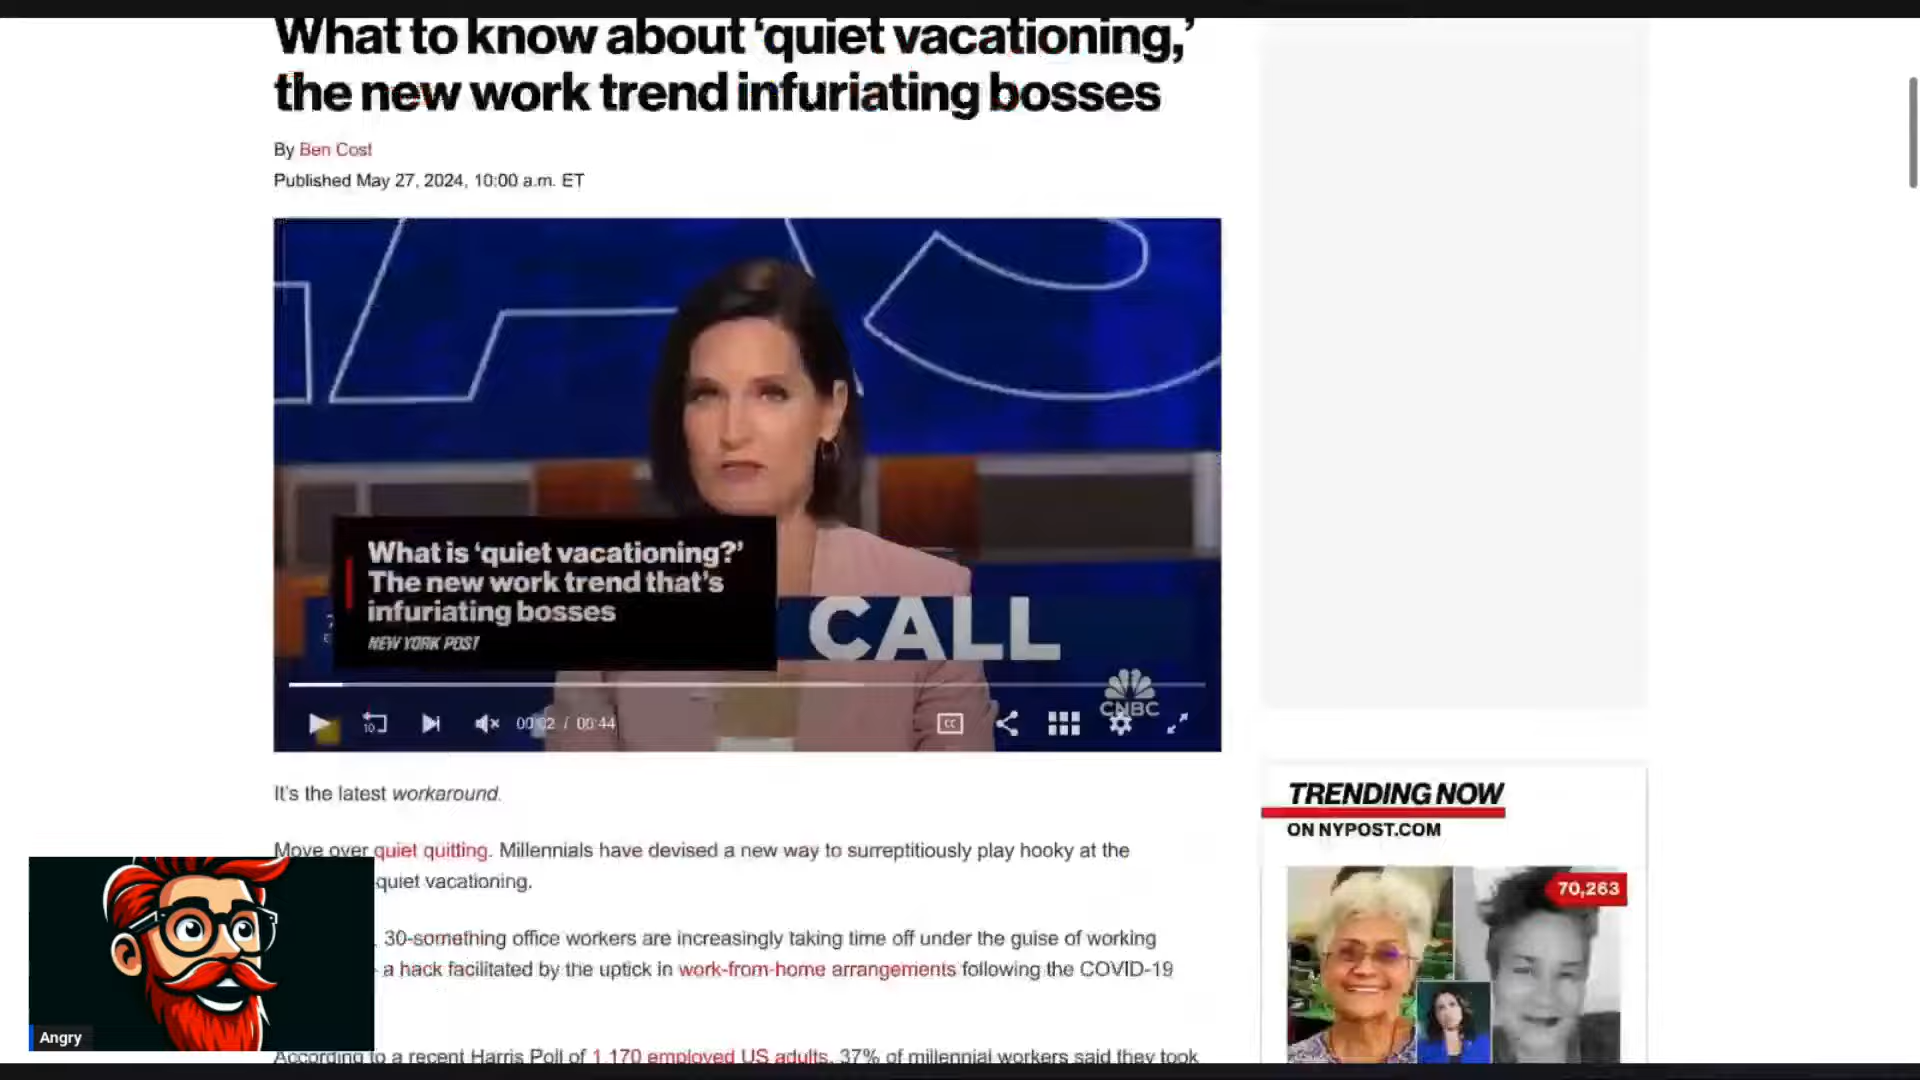 What to know about ‘quiet vacationing,’
the new work trend infuriating bosses
By Ben Cost
Published May 27, 2024, 10:00 a.m. ET
What is ‘quiet vacationing?’
The new work trend that’s
infuriating bosses
NEW YORK POST
CALL
CNBC
10
00:02 / 00:44
CC
It’s the latest workaround.
Move over quiet quitting. Millennials have devised a new way to surreptitiously play hooky at the
quiet vacationing.
30-something office workers are increasingly taking time off under the guise of working
a hack facilitated by the uptick in work-from-home arrangements following the COVID-19
According to a recent Harris Poll of 1,170 employed US adults, 37% of millennial workers said they took
Angry
TRENDING NOW
ON NYPOST.COM
70,263